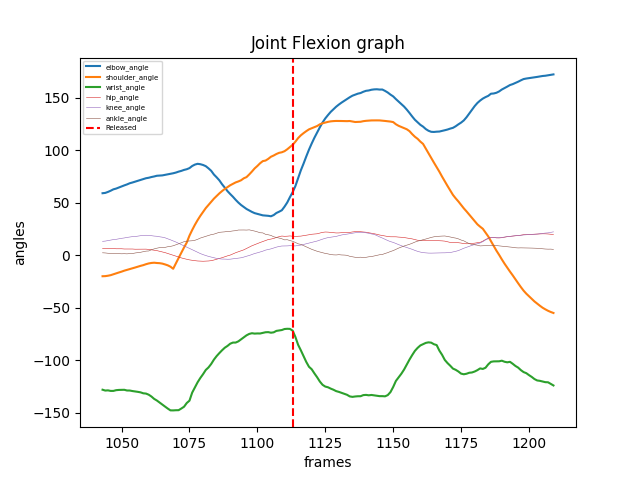 Joint Flexion graph
elbow_angle
shoulder_angle
wrist_angle
hip_angle
knee_angle
ankle_angle
Released
angles
150
100
50
0
−50
−100
−150
1050 1075 1100 1125 1150 1175 1200
frames